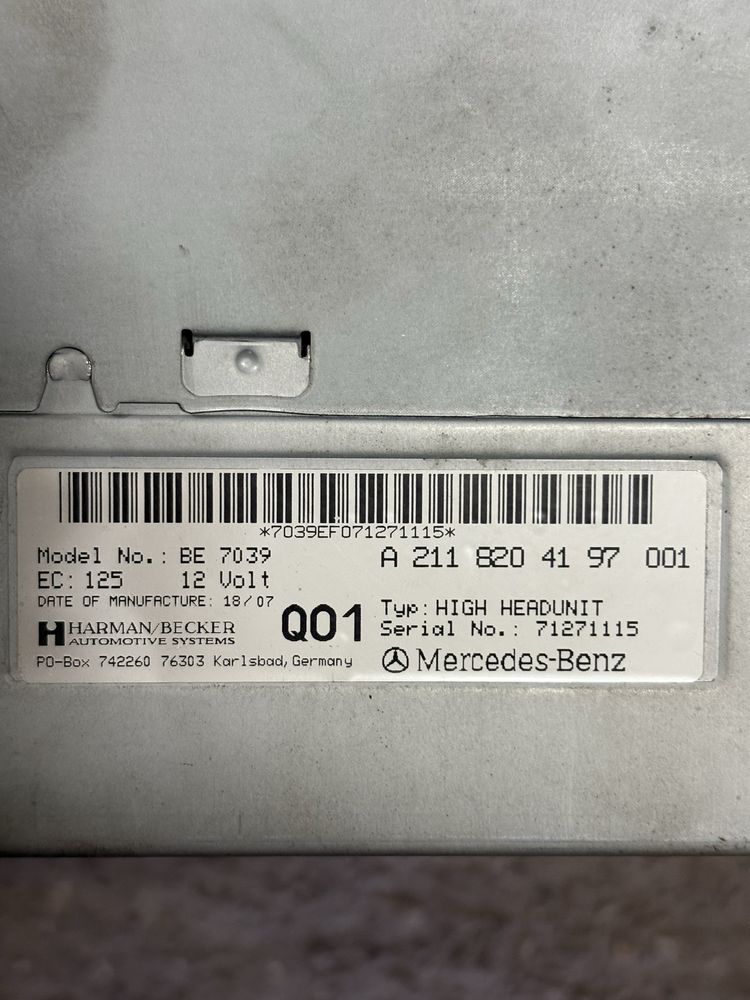 *7039EF071271115*
Model No.: BE 7039
A 211 820 41 97 001
EC: 125 12 Volt
DATE OF MANUFACTURE: 18/07
Q01
Typ: HIGH HEADUNIT
HARMAN/BECKER
AUTOMOTIVE SYSTEMS
Serial No.: 71271115
PO-Box 742260 76303 Karlsbad, Germany
Mercedes-Benz